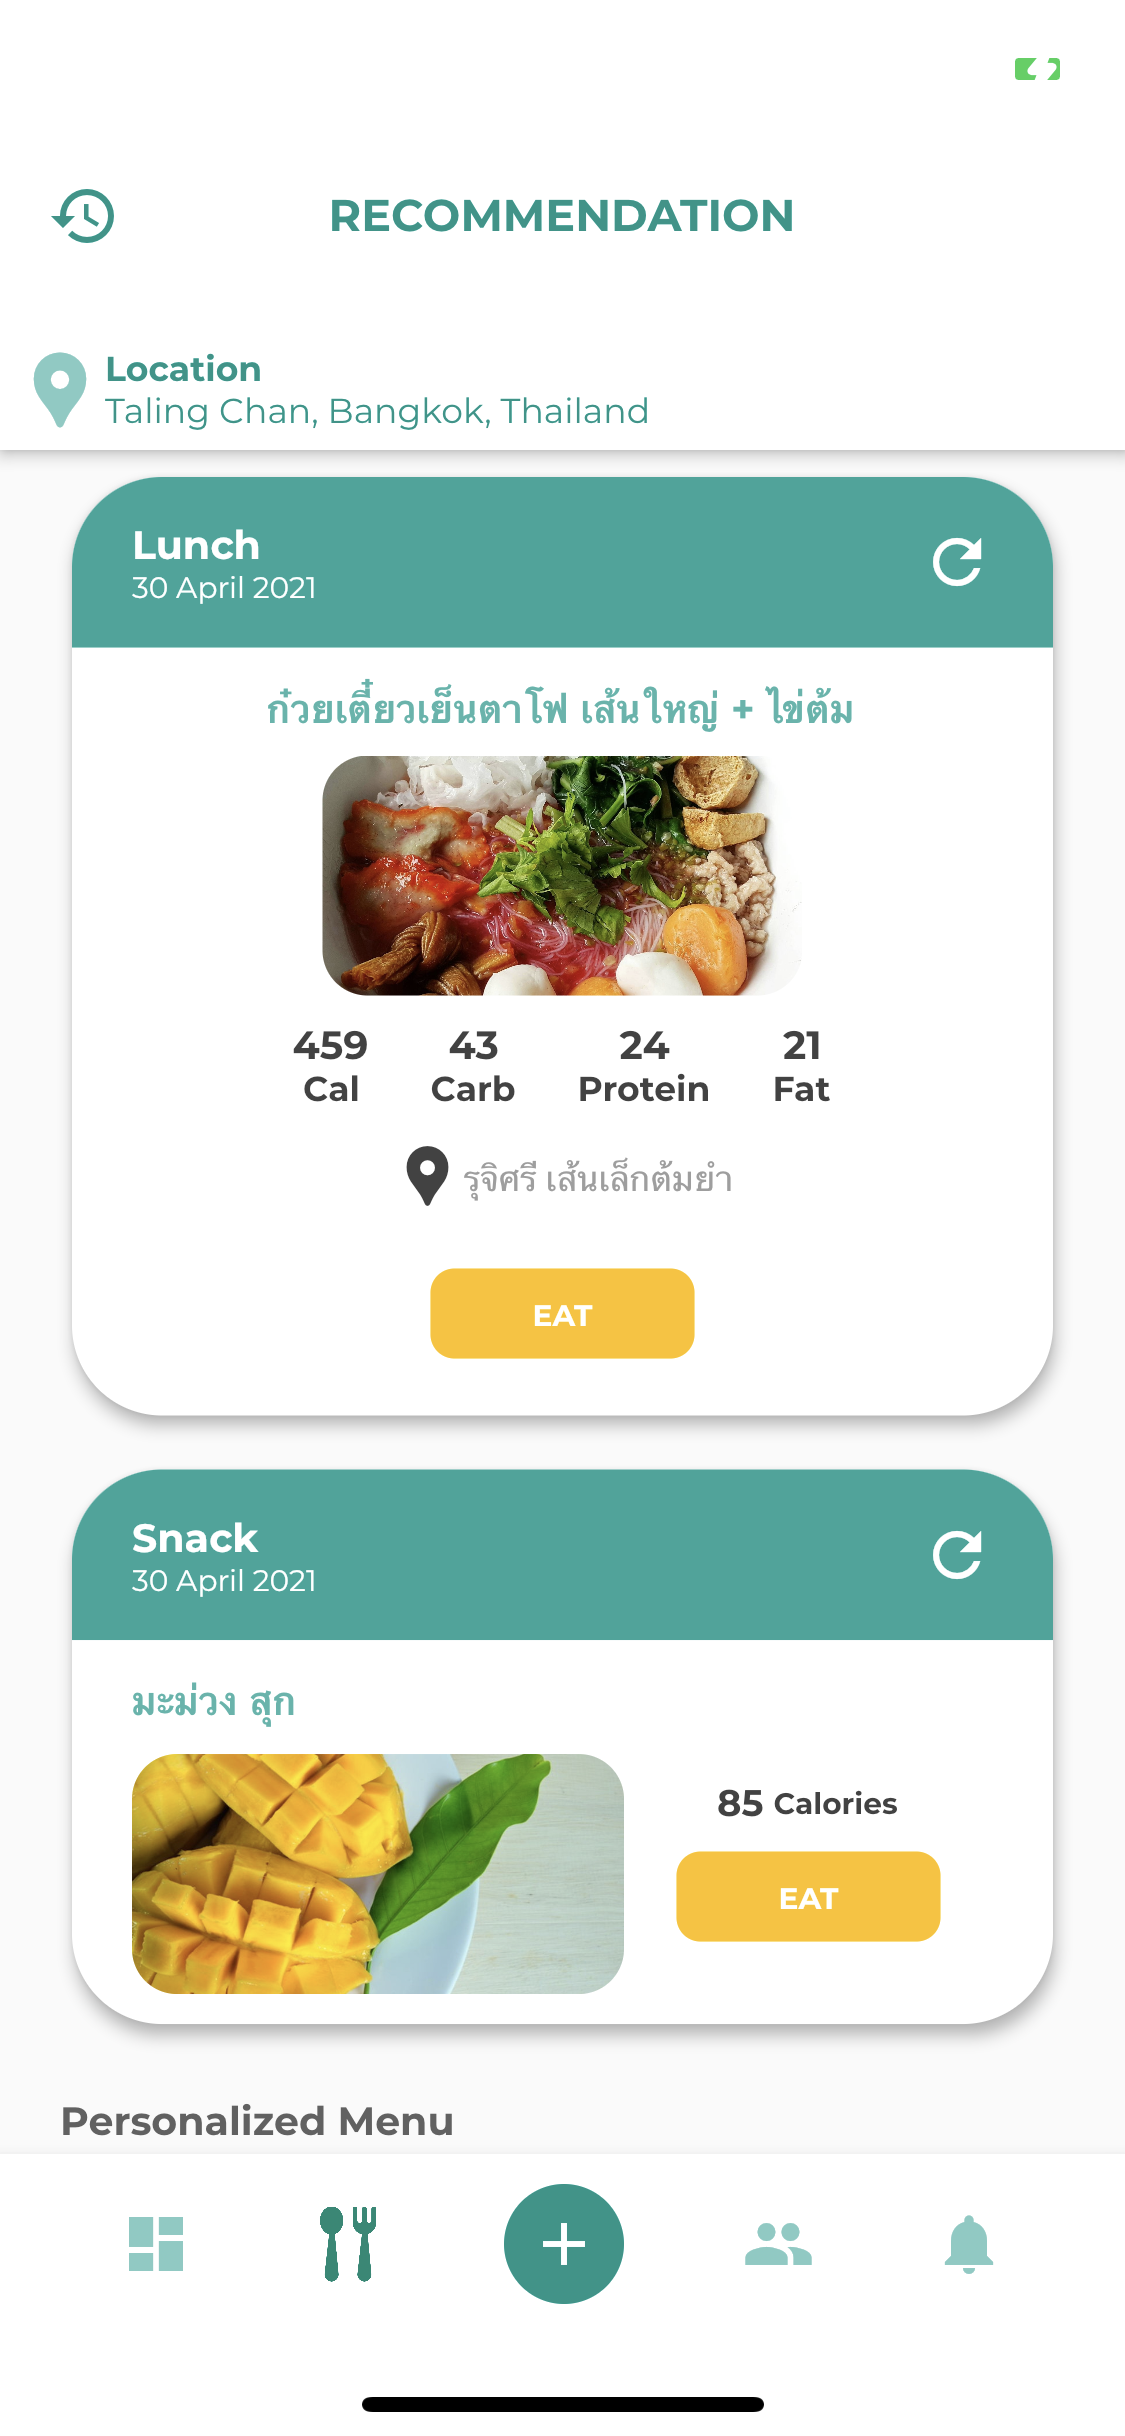 RECOMMENDATION
Location
Taling Chan, Bangkok, Thailand
Lunch
30 April 2021
ก๋วยเตี๋ยวเย็นตาโฟ เส้นใหญ่ + ไข่ต้ม
459 43 24 21
Cal Carb Protein Fat
รุจิศรี เส้นเล็กต้มยำ
EAT
Snack
30 April 2021
มะม่วง สุก
85 Calories
EAT
Personalized Menu